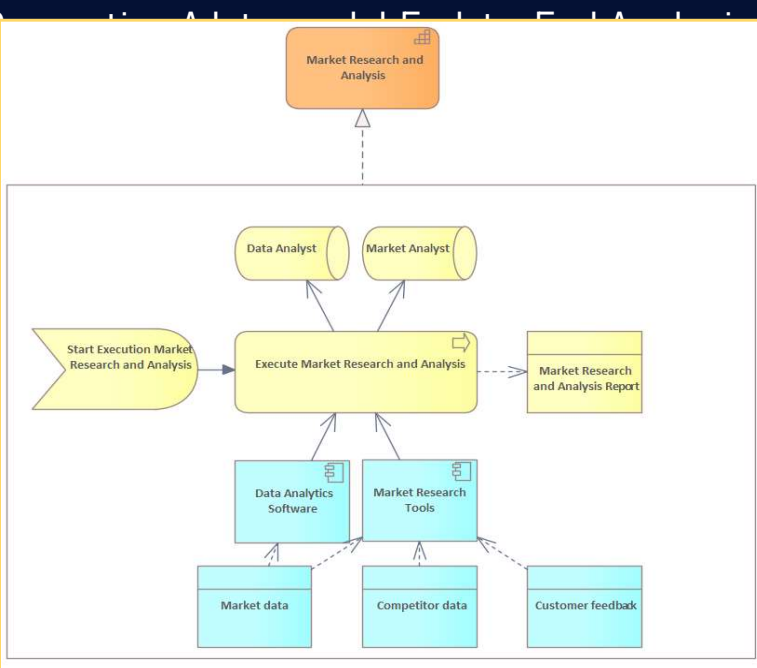 Market Research and
Analysis
Data Analyst
Market Analyst
Start Execution Market
Research and Analysis
Execute Market Research and Analysis
Market Research
and Analysis Report
Data Analytics
Software
Market Research
Tools
Market data
Competitor data
Customer feedback